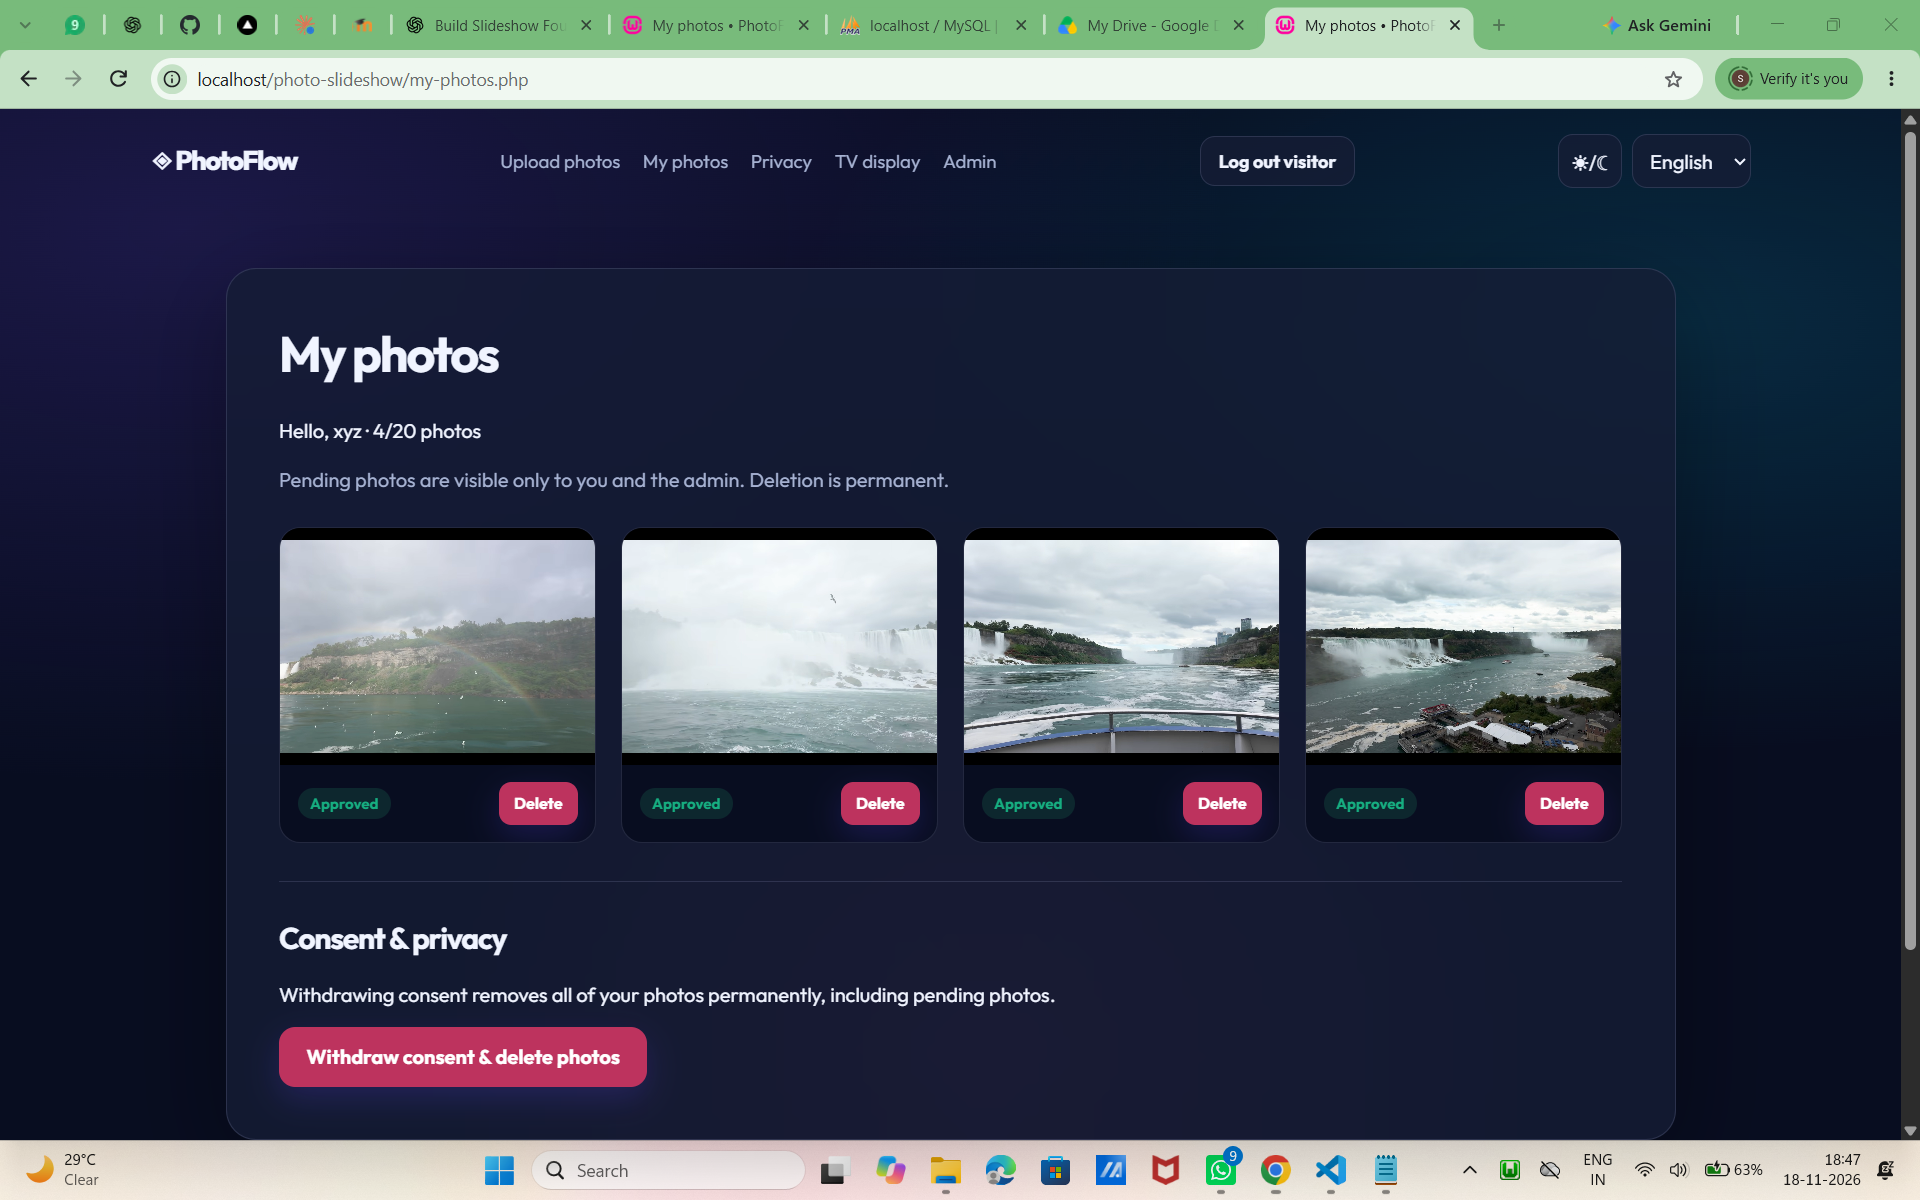 9
Build Slideshow Fou
My photos • PhotoF
localhost / MySQL |
My Drive - Google D
My photos • PhotoF
Ask Gemini
localhost/photo-slideshow/my-photos.php
S
Verify it's you
PhotoFlow
Upload photos
My photos
Privacy
TV display
Admin
Log out visitor
☀/☾
English
My photos
Hello, xyz · 4/20 photos
Pending photos are visible only to you and the admin. Deletion is permanent.
Approved
Delete
Approved
Delete
Approved
Delete
Approved
Delete
Consent & privacy
Withdrawing consent removes all of your photos permanently, including pending photos.
Withdraw consent & delete photos
29°C
Clear
Search
9
ENG
IN
63%
18:47
18-11-2026